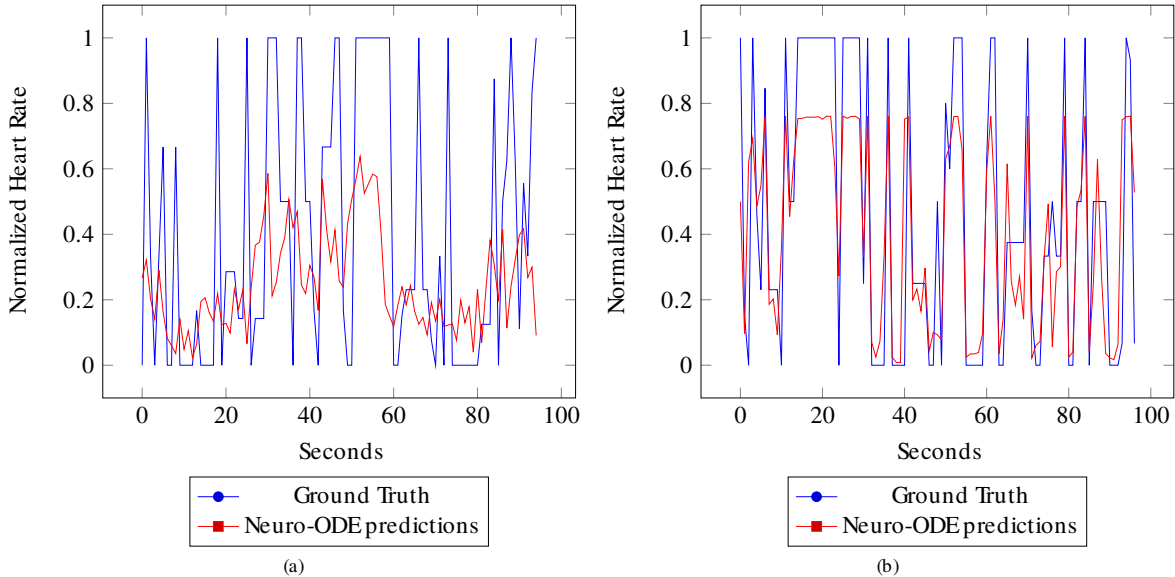 1
0.8
0.6
0.4
0.2
0
Normalized Heart Rate
0 20 40 60 80 100
Seconds
Ground Truth
Neuro-ODE predictions
(a)
1
0.8
0.6
0.4
0.2
0
Normalized Heart Rate
0 20 40 60 80 100
Seconds
Ground Truth
Neuro-ODE predictions
(b)